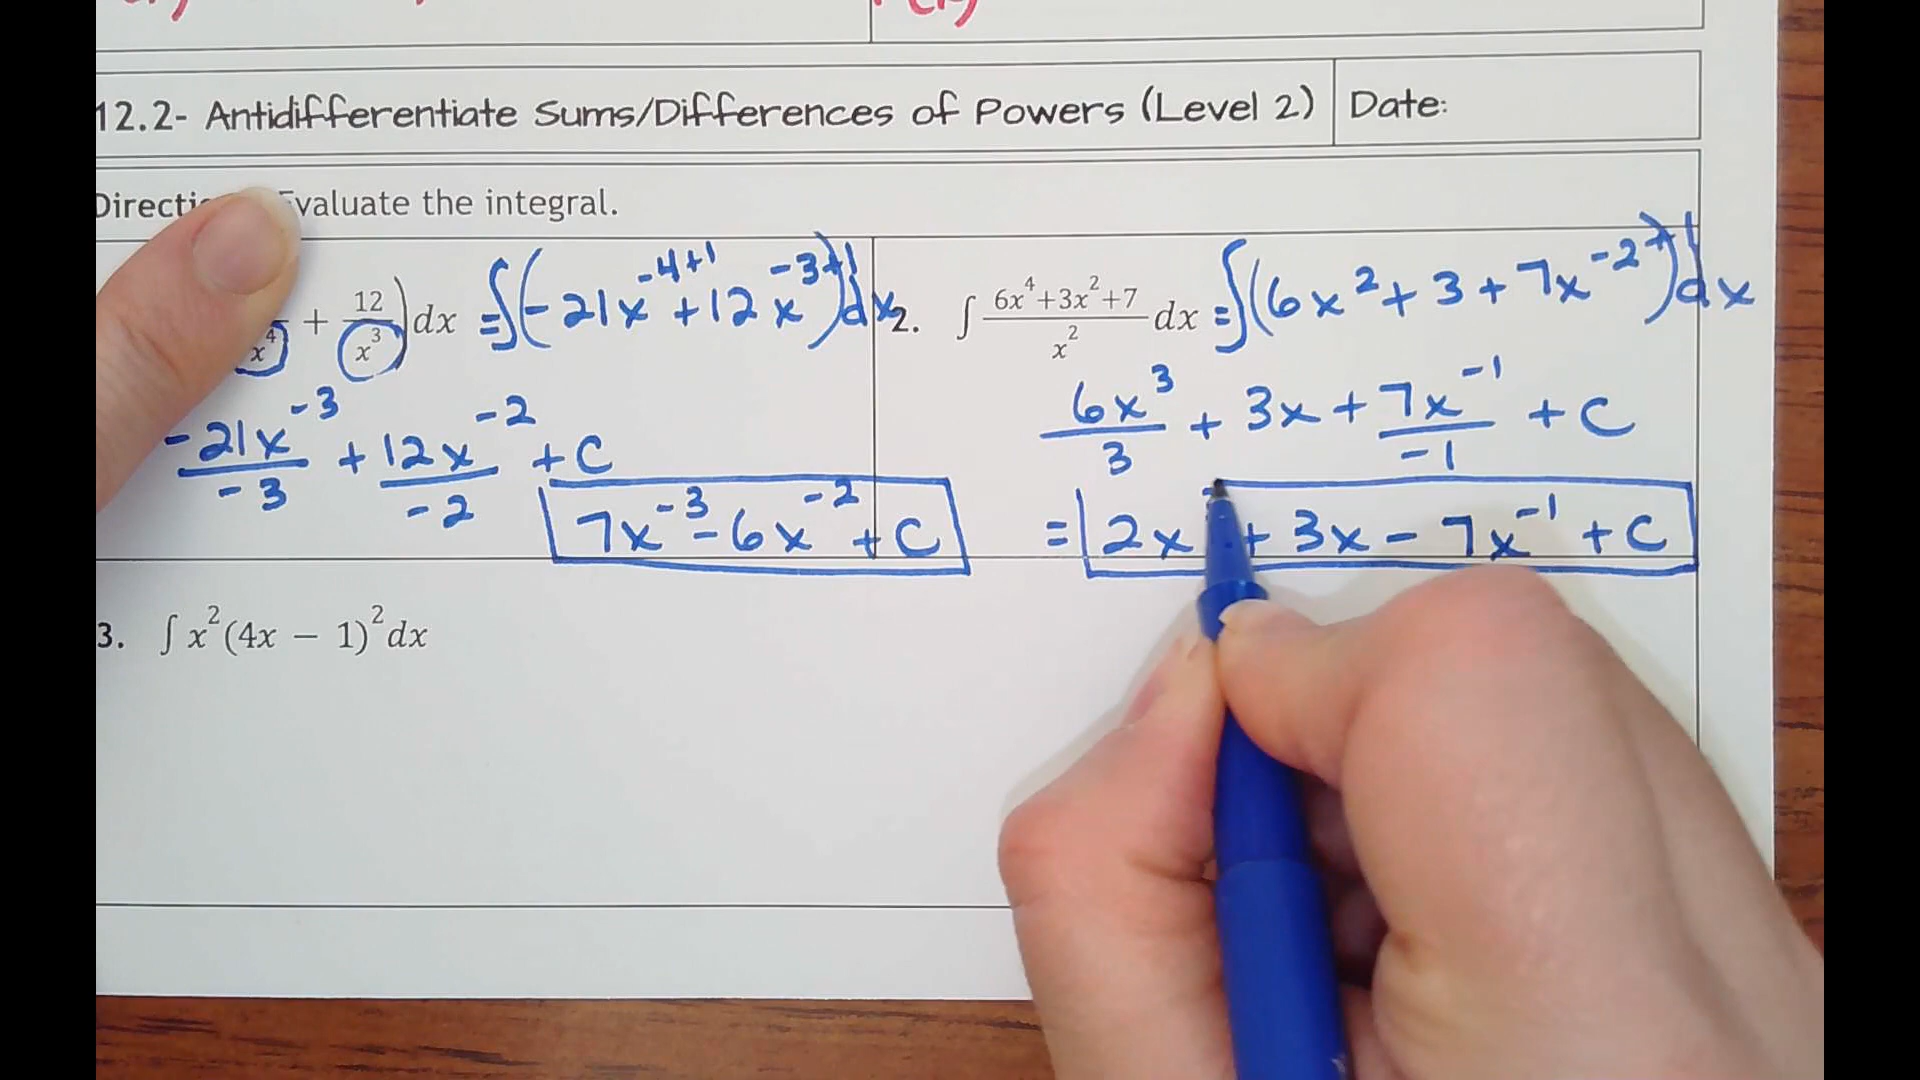 12.2- Antidifferentiate Sums/Differences of Powers (Level 2) Date:
Evaluate the integral.
+ 12/x³) dx = ∫(-21x⁻⁴⁺¹ + 12x⁻³⁺¹)dx
-21x⁻³/-3 + 12x⁻²/-2 + C
7x⁻³ - 6x⁻² + C
2. ∫ 6x⁴+3x²+7/x² dx = ∫(6x² + 3 + 7x⁻²⁺¹)dx
6x³/3 + 3x + 7x⁻¹/-1 + C
= 2x + 3x - 7x⁻¹ + C
3. ∫ x²(4x − 1)² dx